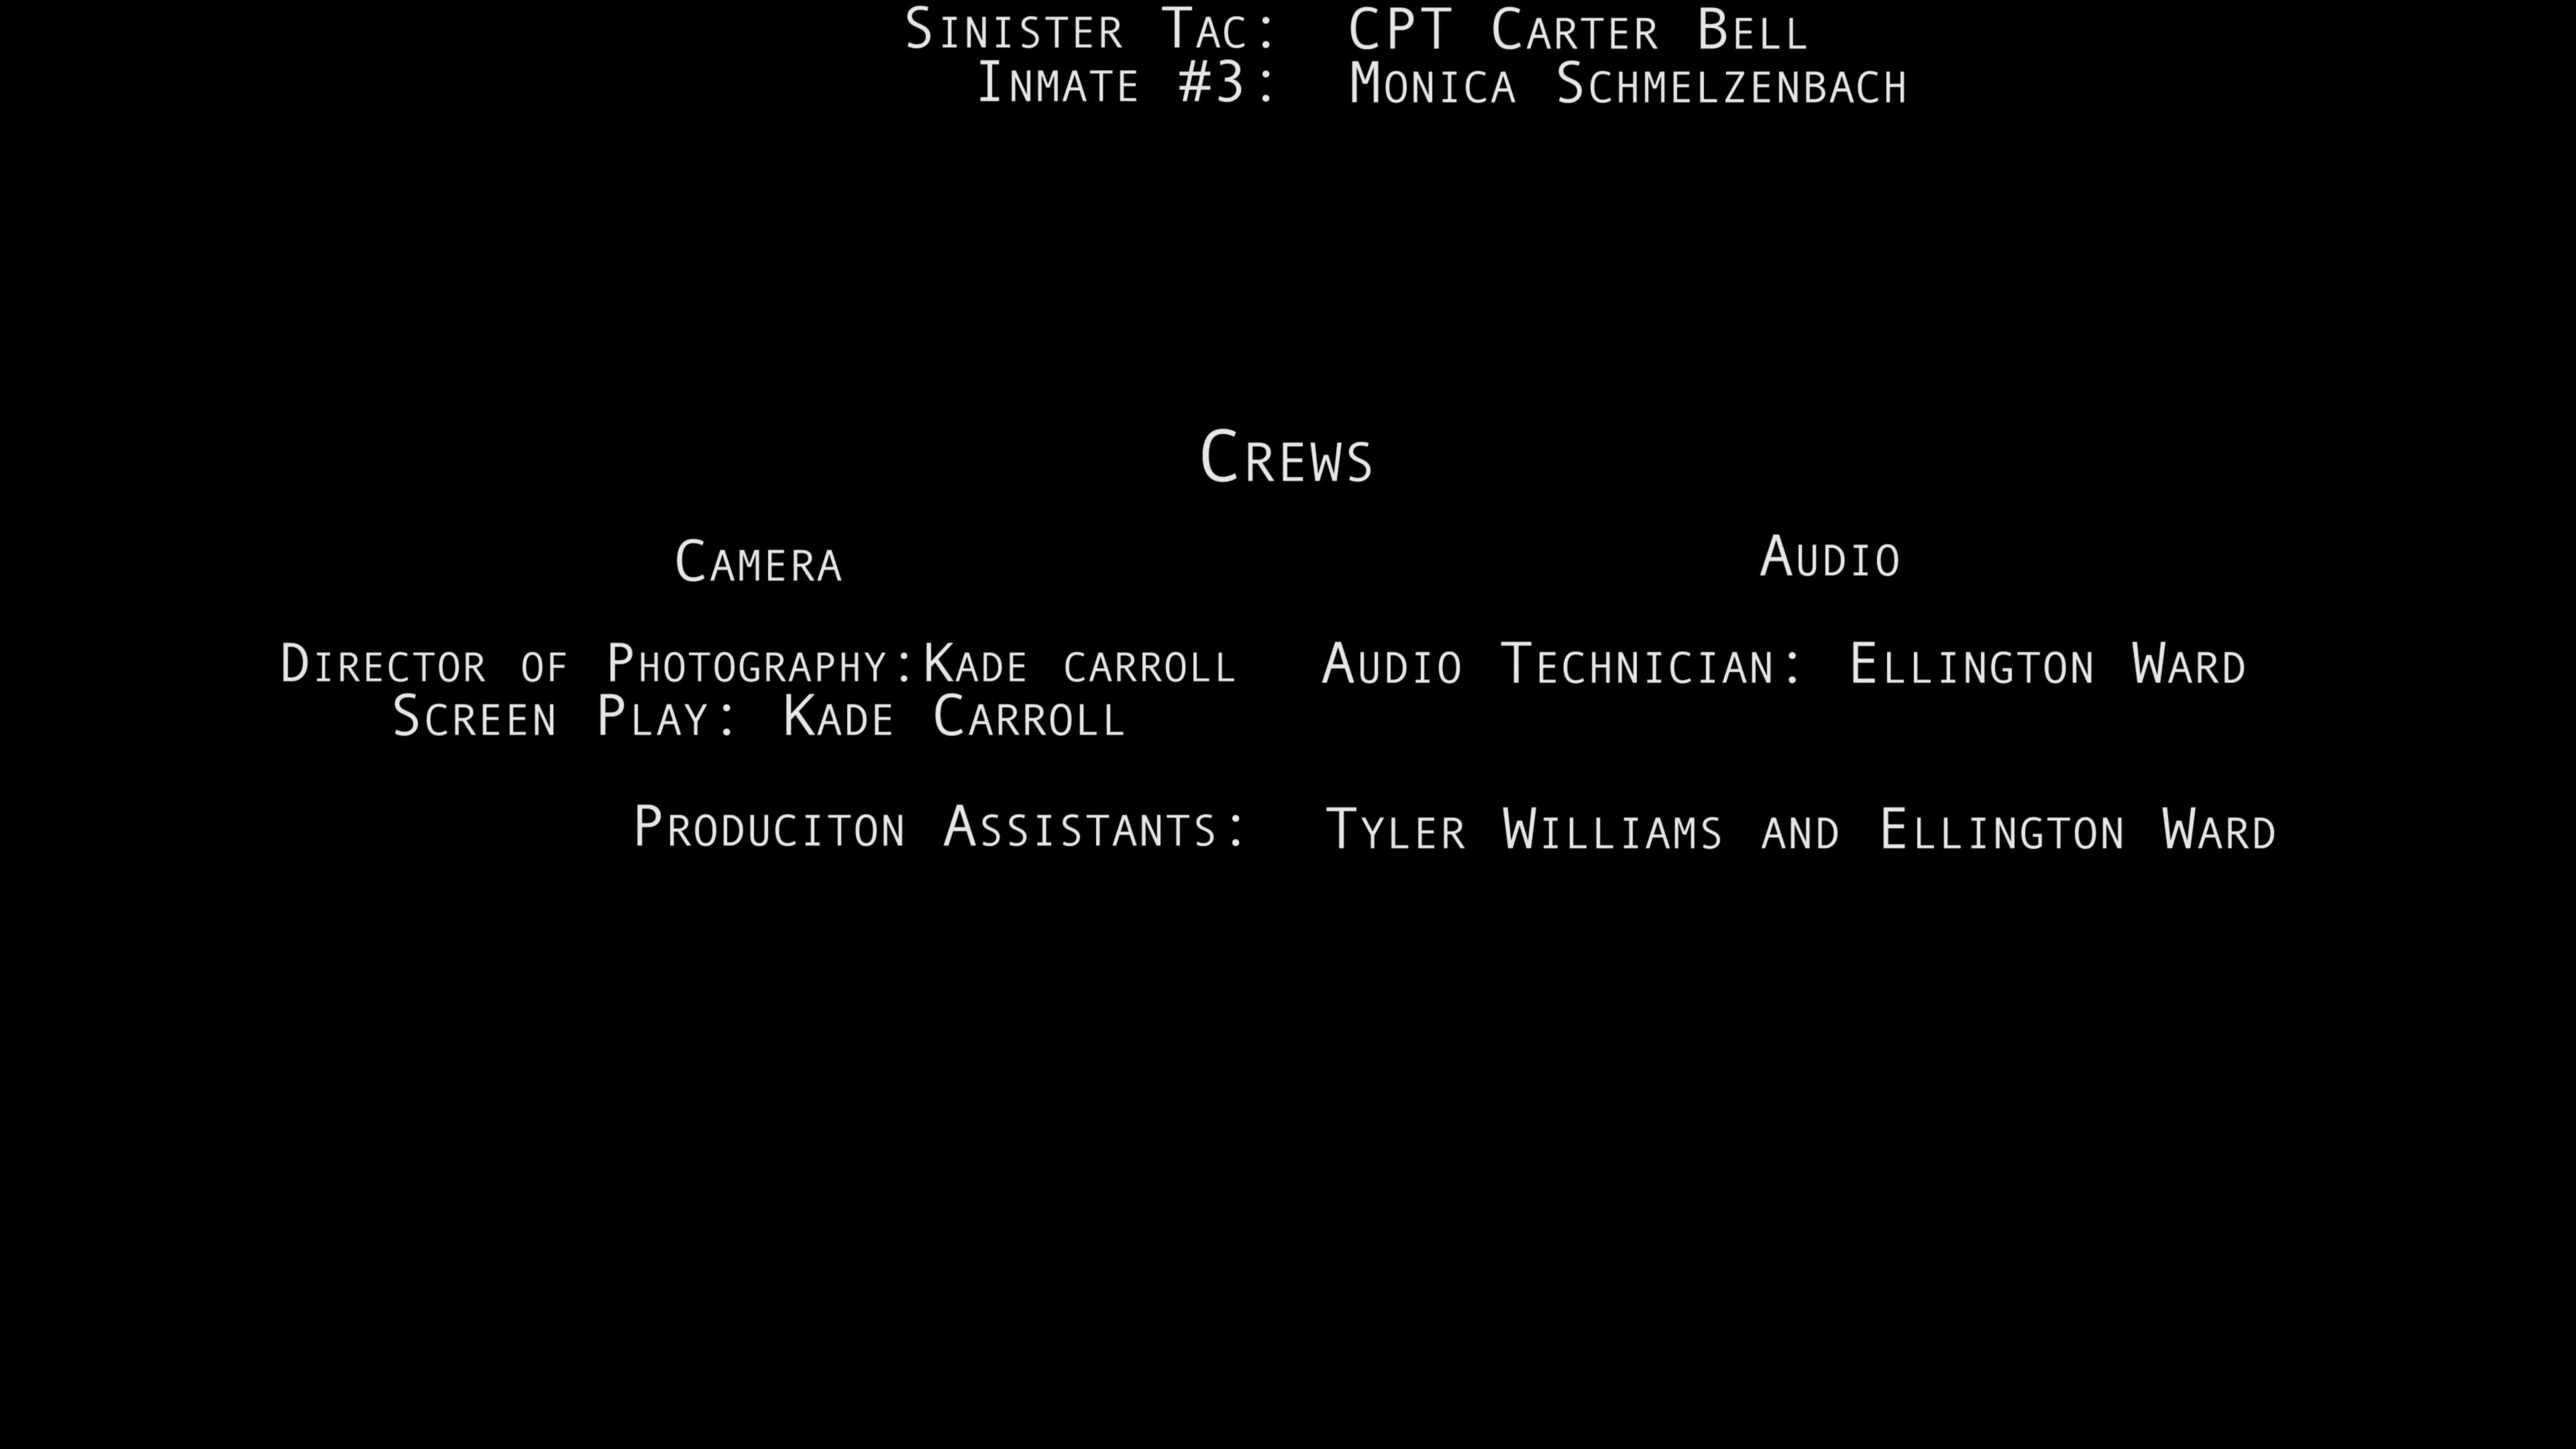 Sinister Tac: CPT Carter Bell
Inmate #3: Monica Schmelzenbach
Crews
Camera
Audio
Director of Photography:Kade carroll
Audio Technician: Ellington Ward
Screen Play: Kade Carroll
Produciton Assistants: Tyler Williams and Ellington Ward